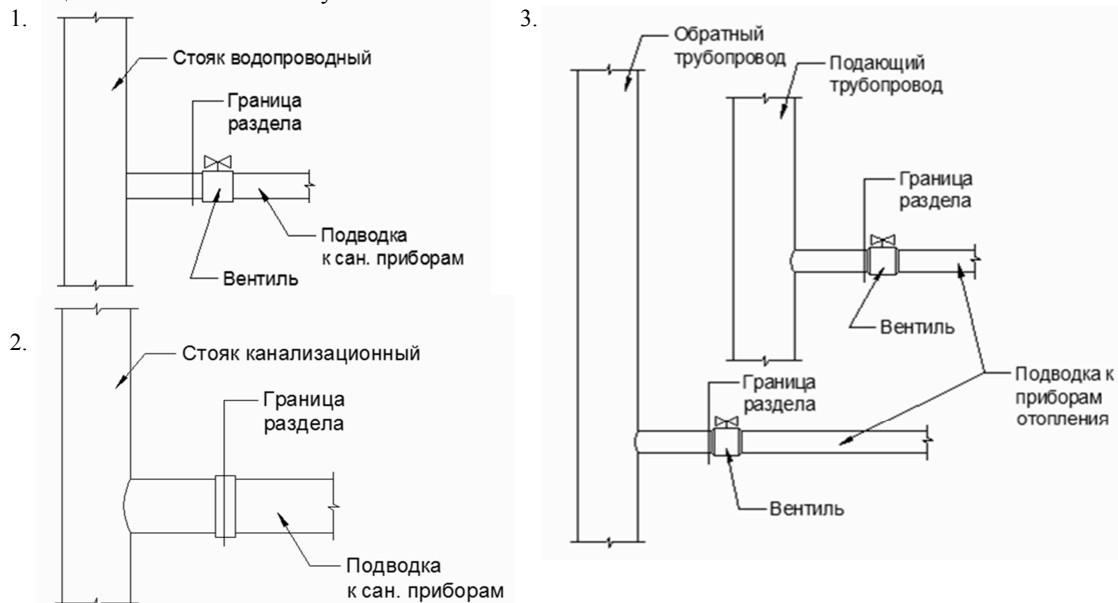 1.
Стояк водопроводный
Граница
раздела
Подводка
к сан. приборам
Вентиль
2.
Стояк канализационный
Граница
раздела
Подводка
к сан. приборам
3.
Обратный
трубопровод
Подающий
трубопровод
Граница
раздела
Вентиль
Граница
раздела
Подводка к
приборам
отопления
Вентиль